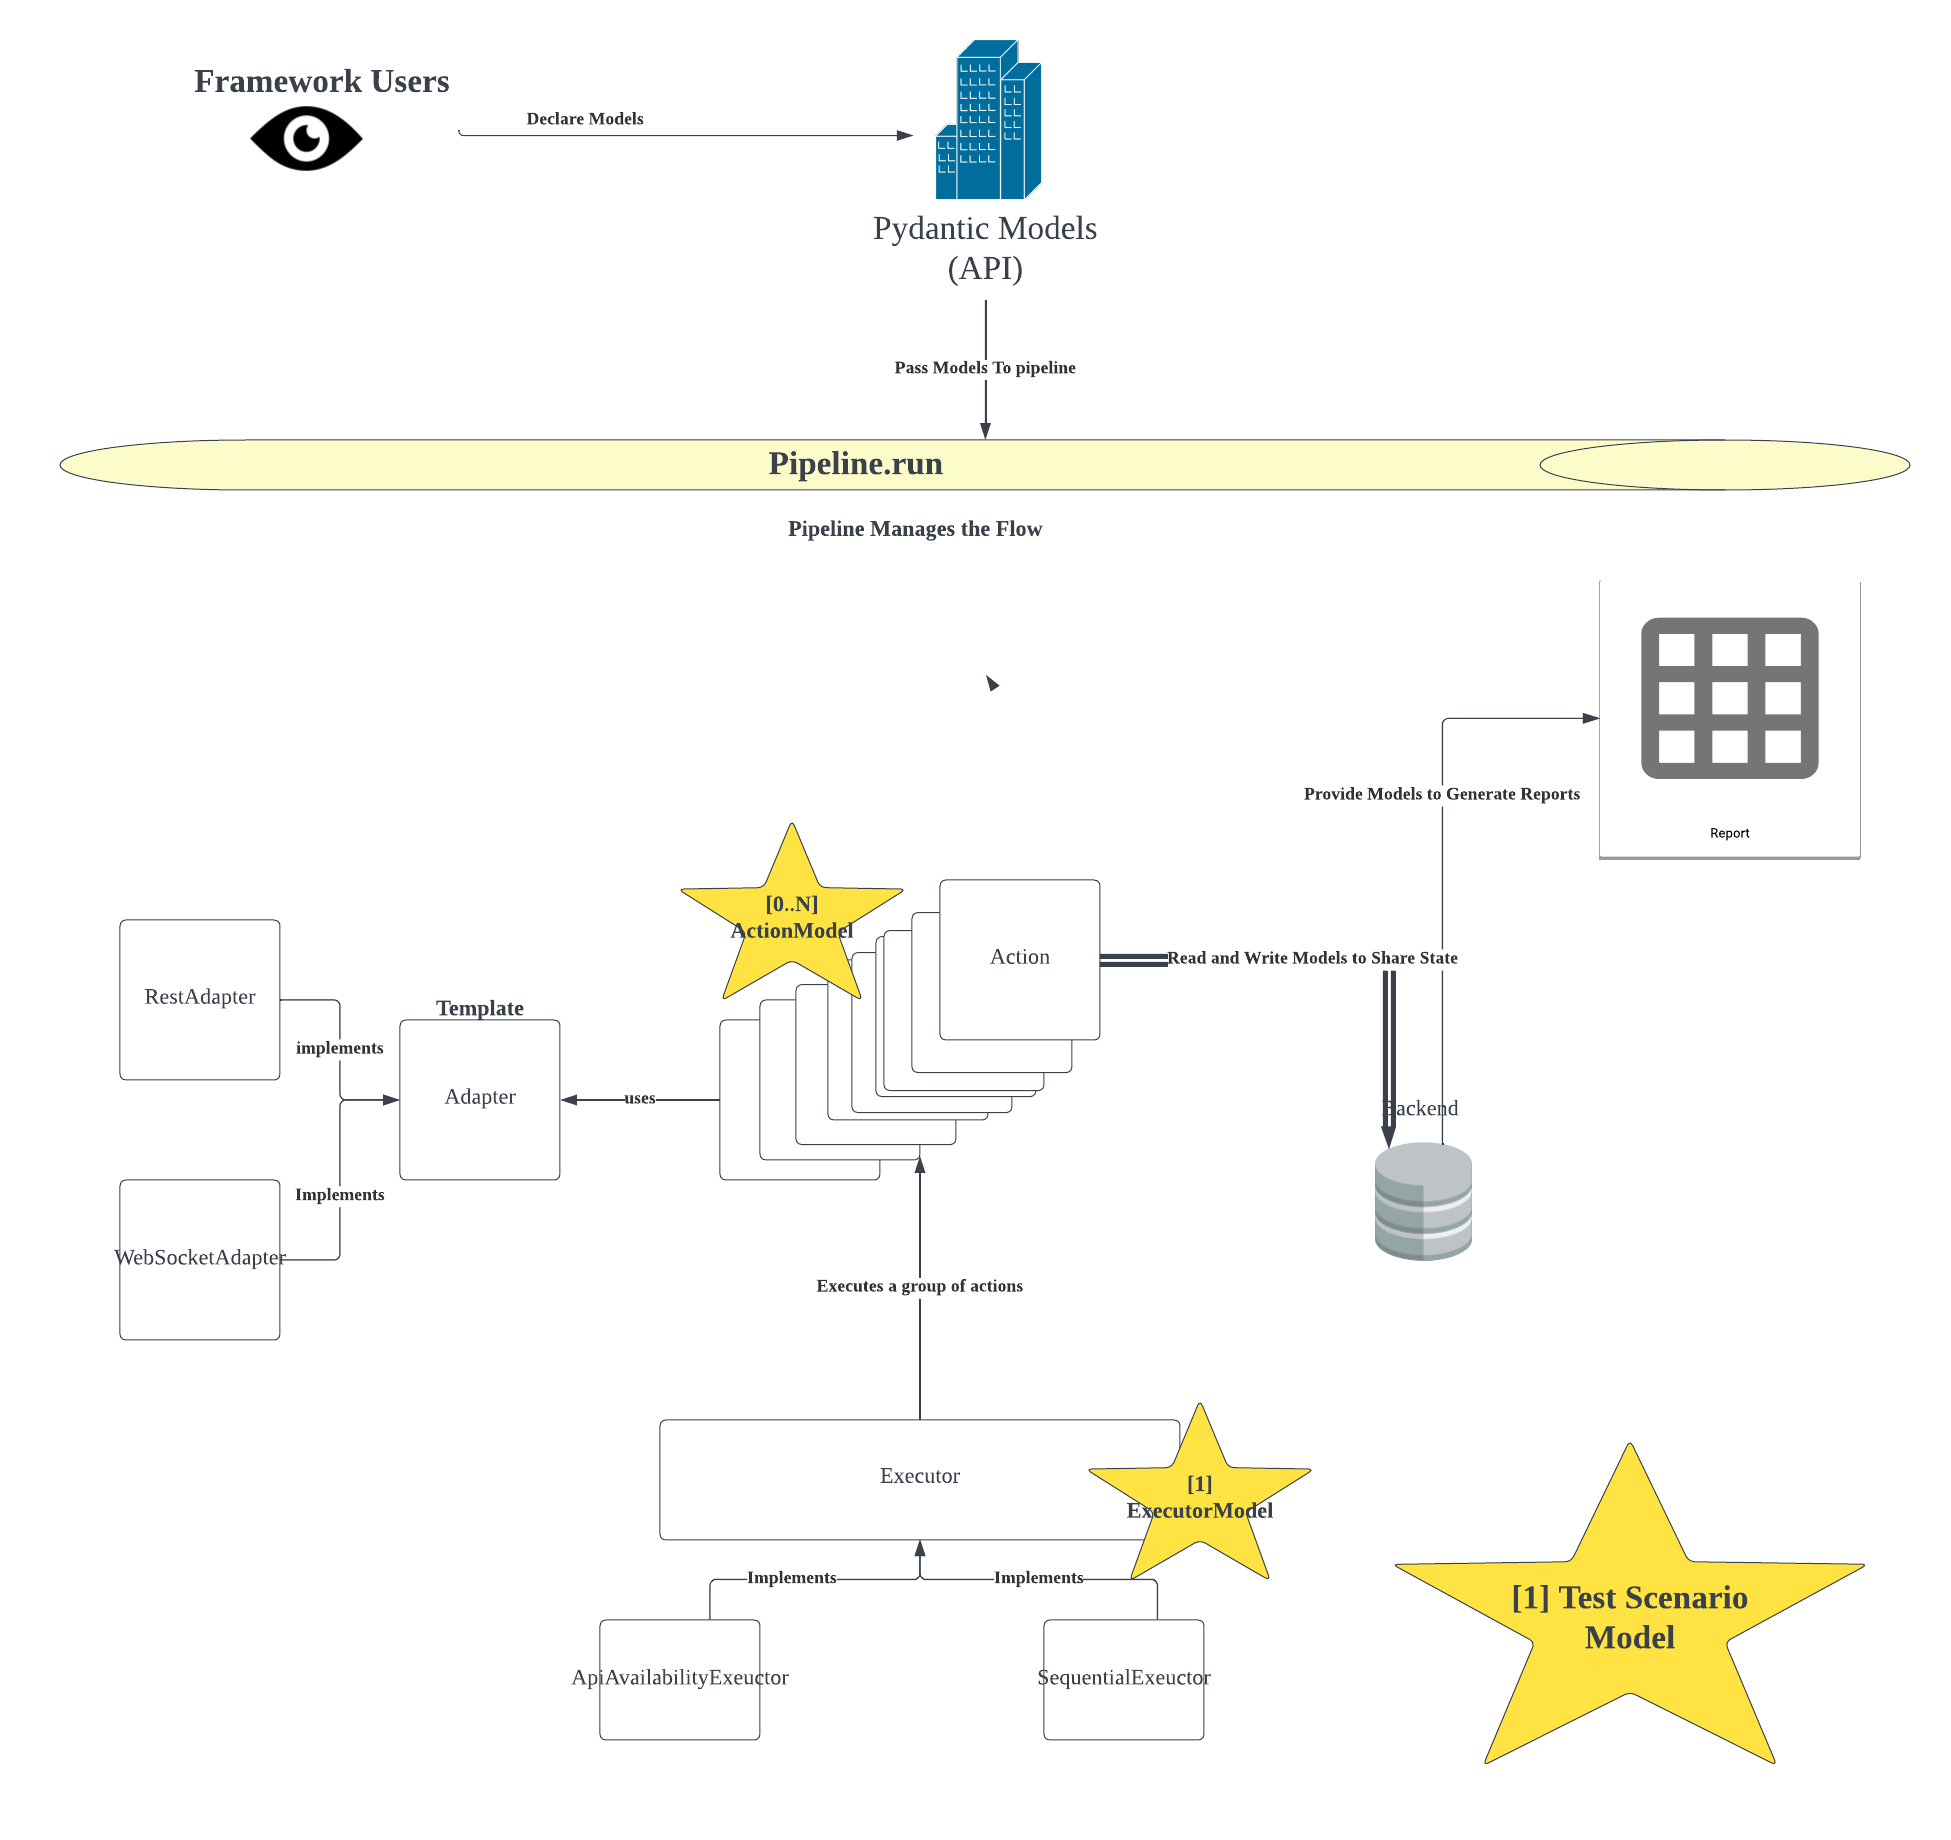 Framework Users
Declare Models
Pydantic Models
(API)
Pass Models To pipeline
Pipeline.run
Pipeline Manages the Flow
Report
Provide Models to Generate Reports
[0..N]
ActionModel
Action
Read and Write Models to Share State
RestAdapter
Template
implements
Adapter
uses
Backend
Implements
WebSocketAdapter
Executes a group of actions
Executor
[1]
ExecutorModel
Implements
Implements
[1] Test Scenario
Model
ApiAvailabilityExeuctor
SequentialExeuctor